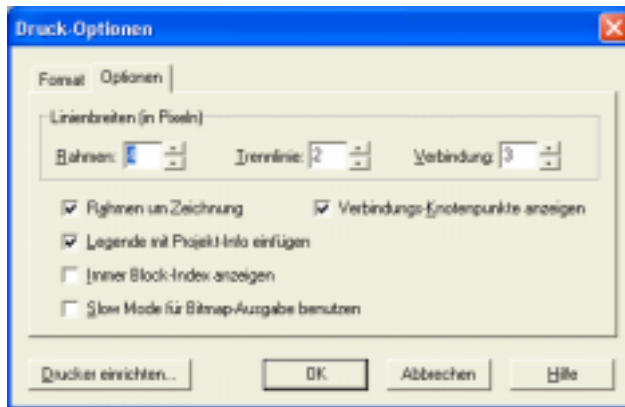 Druck-Optionen
Format Optionen
Linienbreiten (in Pixeln)
Rahmen: Trennlinie: 2 Verbindung: 3
Rahmen um Zeichnung Verbindungs-Knotenpunkte anzeigen
Legende mit Projekt-Info einfügen
Immer Block-Index anzeigen
Slow Mode für Bitmap-Ausgabe benutzen
Drucker einrichten... OK Abbrechen Hilfe